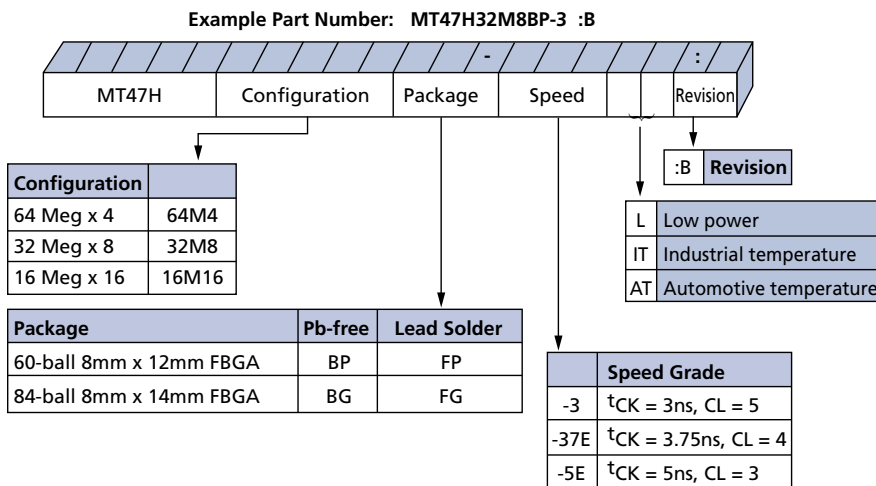 Example Part Number: MT47H32M8BP-3 :B
- :
MT47H Configuration Package Speed Revision
:B Revision
Configuration
64 Meg x 4 64M4
32 Meg x 8 32M8
16 Meg x 16 16M16
L Low power
IT Industrial temperature
AT Automotive temperature
Package Pb-free Lead Solder
60-ball 8mm x 12mm FBGA BP FP
84-ball 8mm x 14mm FBGA BG FG
Speed Grade
-3 tCK = 3ns, CL = 5
-37E tCK = 3.75ns, CL = 4
-5E tCK = 5ns, CL = 3